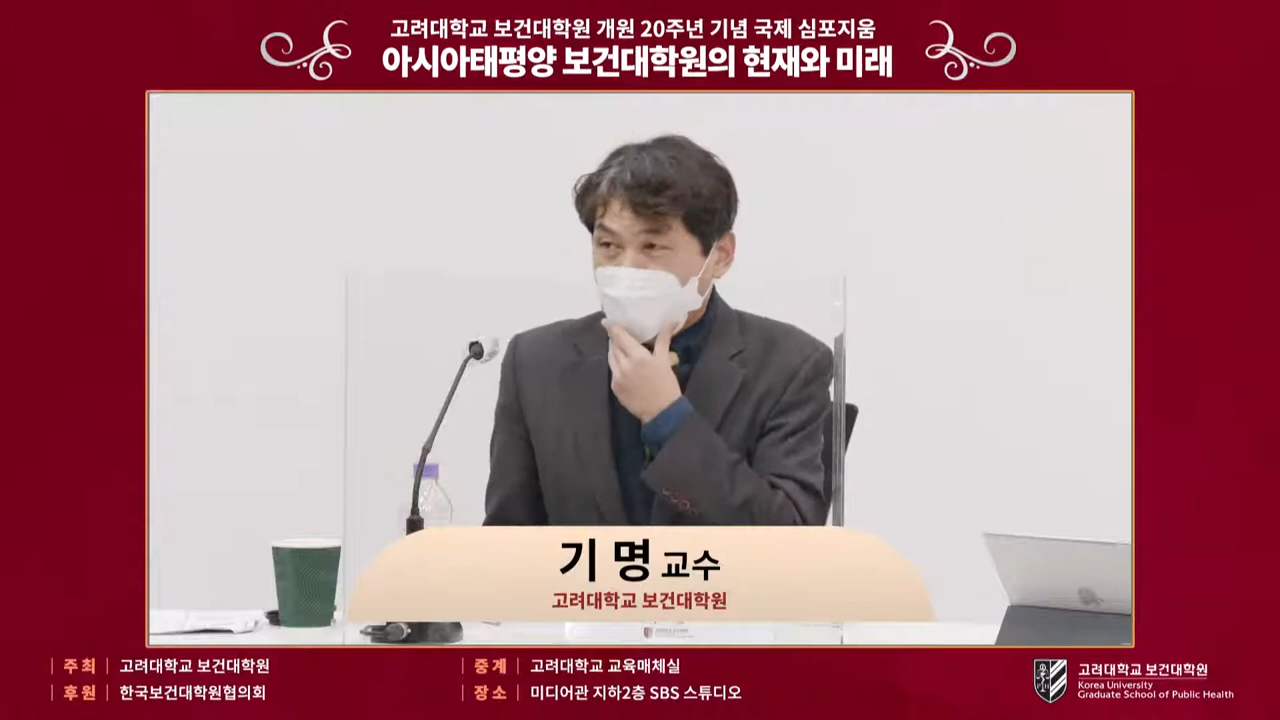 고려대학교 보건대학원 개원 20주년 기념 국제 심포지움
아시아태평양 보건대학원의 현재와 미래
기 명 교수
고려대학교 보건대학원
주최 고려대학교 보건대학원
후원 한국보건대학원협의회
중계 고려대학교 교육매체실
장소 미디어관 지하2층 SBS 스튜디오
고려대학교 보건대학원
Korea University
Graduate School of Public Health